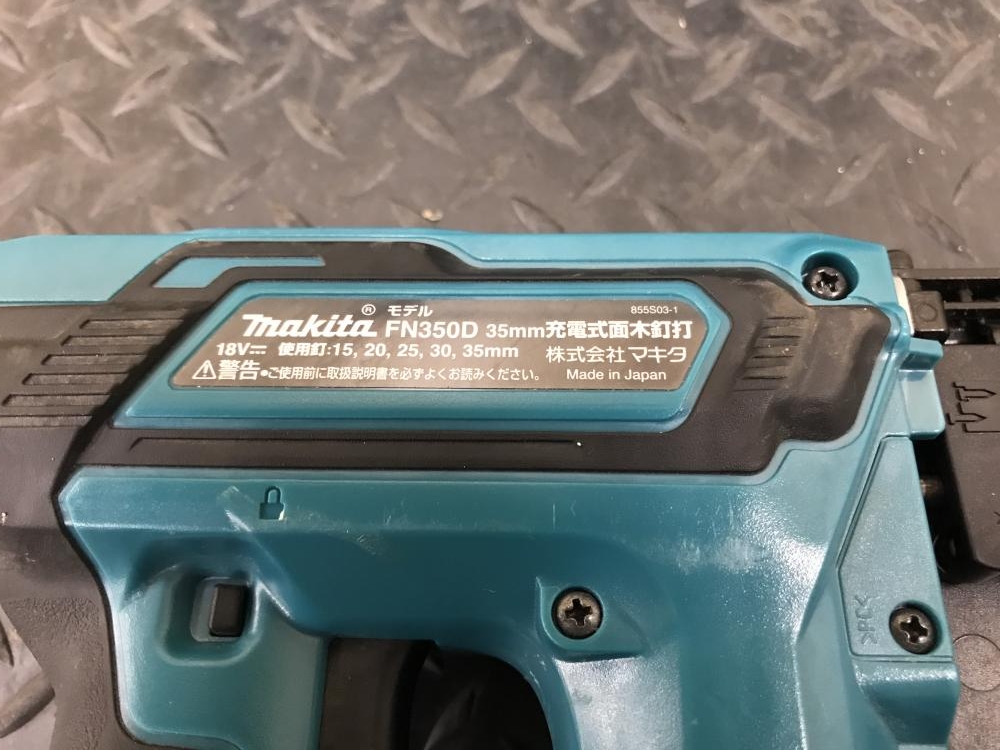 855S03-1
makita® モデル FN350D 35mm充電式面木釘打
18V⎓ 使用釘:15, 20, 25, 30, 35mm 株式会社マキタ
⚠警告•ご使用前に取扱説明書を必ずよくお読みください。 Made in Japan